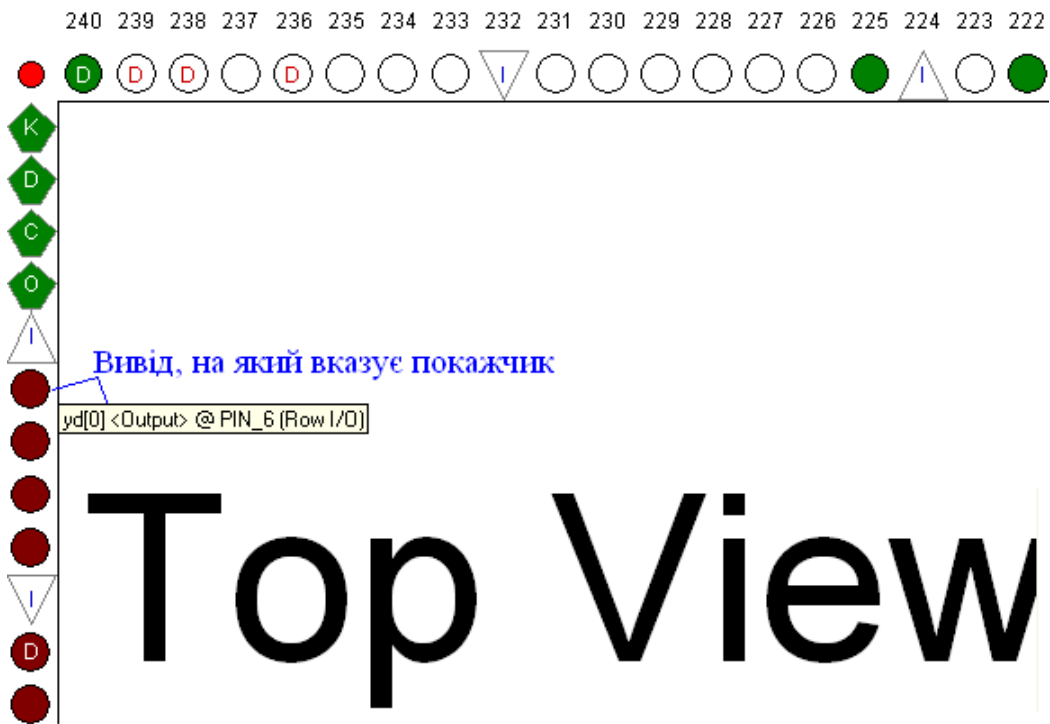 240 239 238 237 236 235 234 233 232 231 230 229 228 227 226 225 224 223 222
D D D D I I
K
D
C
O
I
Вивід, на який вказує покажчик
yd[0] <Output> @ PIN_6 (Row I/O)
Top View
I
D